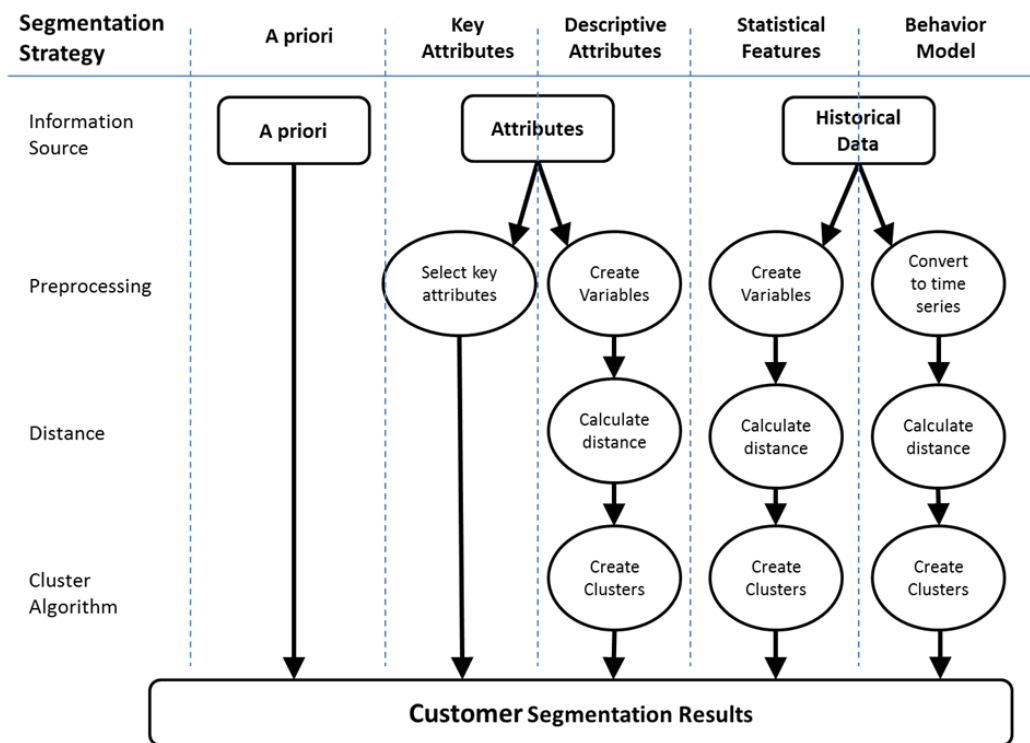 Segmentation
Strategy
A priori
Key
Attributes
Descriptive
Attributes
Statistical
Features
Behavior
Model
Information
Source
A priori
Attributes
Historical
Data
Preprocessing
Select key
attributes
Create
Variables
Create
Variables
Convert
to time
series
Distance
Calculate
distance
Calculate
distance
Calculate
distance
Cluster
Algorithm
Create
Clusters
Create
Clusters
Create
Clusters
Customer Segmentation Results